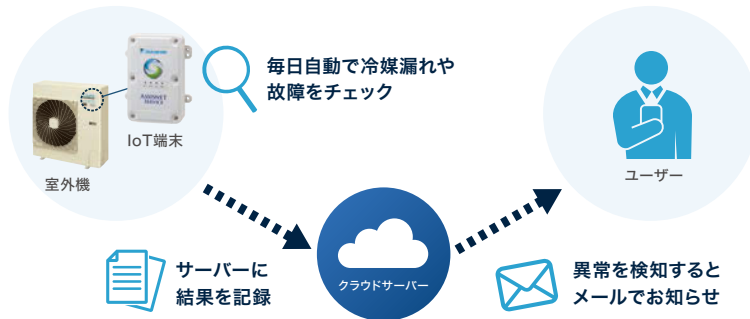 毎日自動で冷媒漏れや
故障をチェック
AssisnET
SERVICE
IoT端末
室外機
ユーザー
サーバーに
結果を記録
クラウドサーバー
異常を検知すると
メールでお知らせ